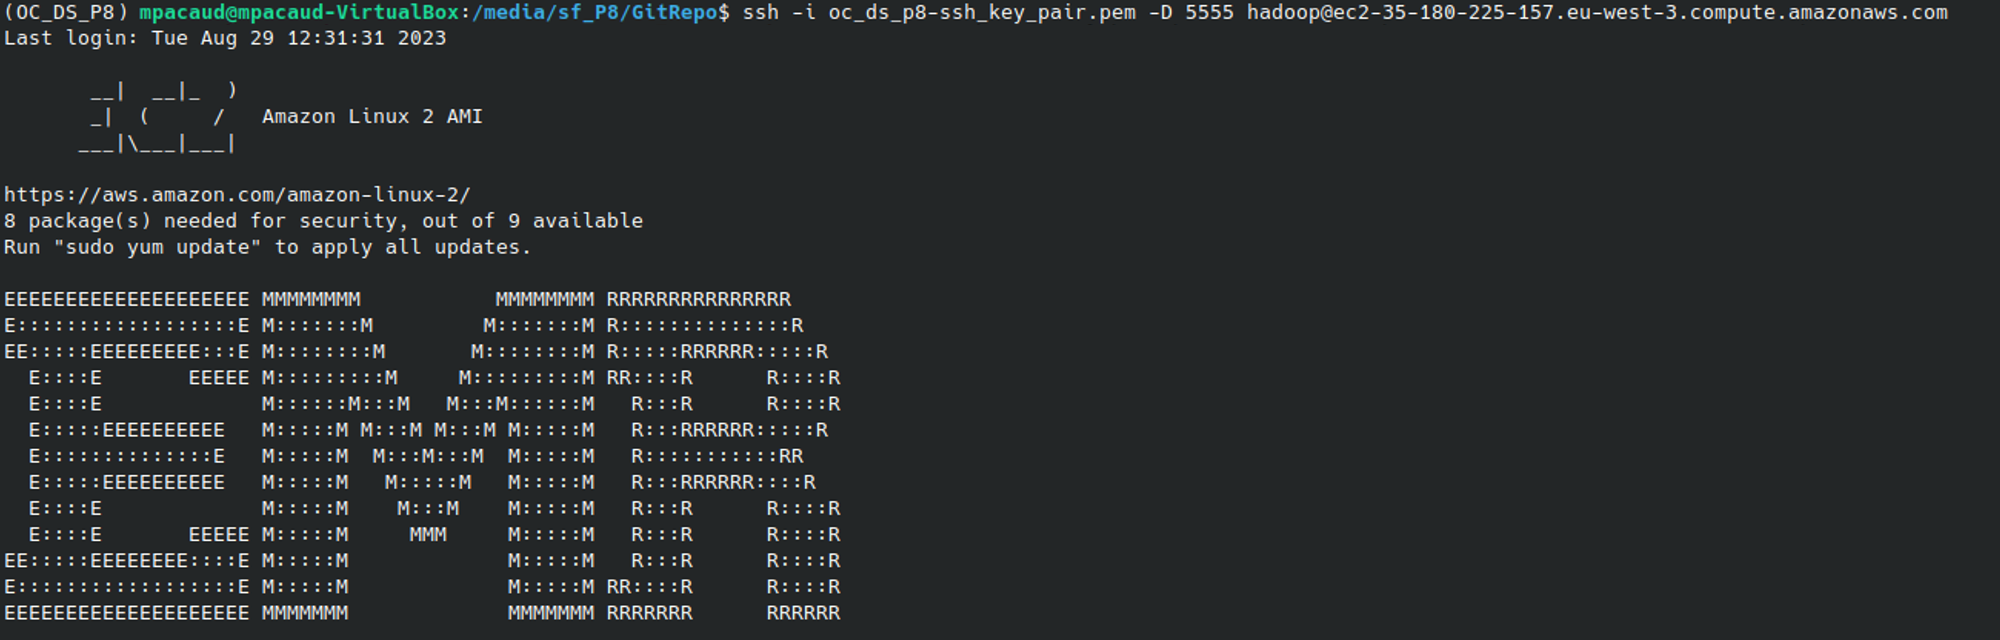 (OC_DS_P8) mpacaud@mpacaud-VirtualBox:/media/sf_P8/GitRepo$ ssh -i oc_ds_p8-ssh_key_pair.pem -D 5555 hadoop@ec2-35-180-225-157.eu-west-3.compute.amazonaws.com
Last login: Tue Aug 29 12:31:31 2023

       __|  __|_  )
       _|  (     /   Amazon Linux 2 AMI
      ___|\___|___|

https://aws.amazon.com/amazon-linux-2/
8 package(s) needed for security, out of 9 available
Run "sudo yum update" to apply all updates.

EEEEEEEEEEEEEEEEEEEE MMMMMMMM           MMMMMMMM RRRRRRRRRRRRRRR
E::::::::::::::::::E M:::::::M         M:::::::M R::::::::::::::R
EE:::::EEEEEEEEE:::E M::::::::M       M::::::::M R:::::RRRRRR:::::R
  E::::E       EEEEE M:::::::::M     M:::::::::M RR::::R      R::::R
  E::::E             M::::::M:::M   M:::M::::::M   R:::R      R::::R
  E:::::EEEEEEEEEE   M:::::M M:::M M:::M M:::::M   R:::RRRRRR:::::R
  E::::::::::::::E   M:::::M  M:::M:::M  M:::::M   R:::::::::::RR
  E:::::EEEEEEEEEE   M:::::M   M:::::M   M:::::M   R:::RRRRRR::::R
  E::::E             M:::::M    M:::M    M:::::M   R:::R      R::::R
  E::::E       EEEEE M:::::M     MMM     M:::::M   R:::R      R::::R
EE:::::EEEEEEEE::::E M:::::M             M:::::M   R:::R      R::::R
E::::::::::::::::::E M:::::M             M:::::M RR::::R      R::::R
EEEEEEEEEEEEEEEEEEEE MMMMMMM             MMMMMMM RRRRRRR      RRRRRR